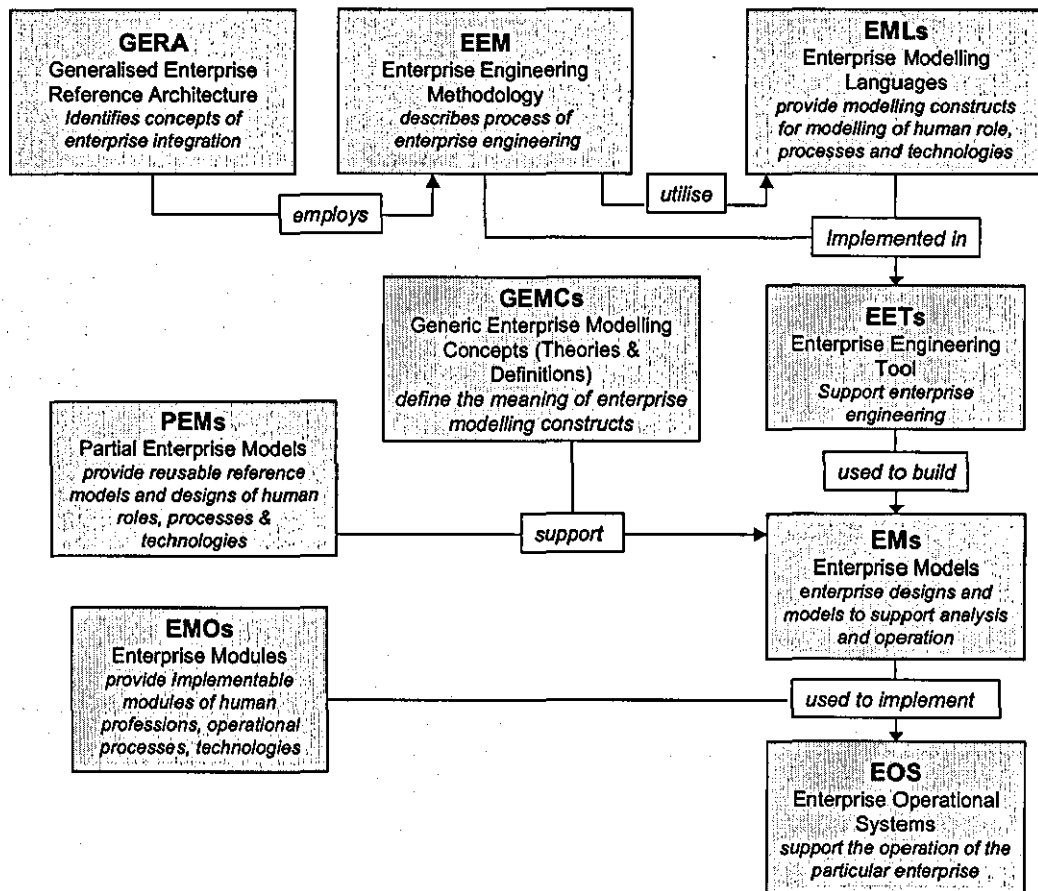 GERA
Generalised Enterprise
Reference Architecture
Identifies concepts of
enterprise integration
EEM
Enterprise Engineering
Methodology
describes process of
enterprise engineering
EMLs
Enterprise Modelling
Languages
provide modelling constructs
for modelling of human role,
processes and technologies
employs
utilise
Implemented in
GEMCs
Generic Enterprise Modelling
Concepts (Theories &
Definitions)
define the meaning of enterprise
modelling constructs
EETs
Enterprise Engineering
Tool
Support enterprise
engineering
PEMs
Partial Enterprise Models
provide reusable reference
models and designs of human
roles, processes &
technologies
used to build
support
EMs
Enterprise Models
enterprise designs and
models to support analysis
and operation
EMOs
Enterprise Modules
provide Implementable
modules of human
professions, operational
processes, technologies
used to implement
EOS
Enterprise Operational
Systems
support the operation of the
particular enterprise